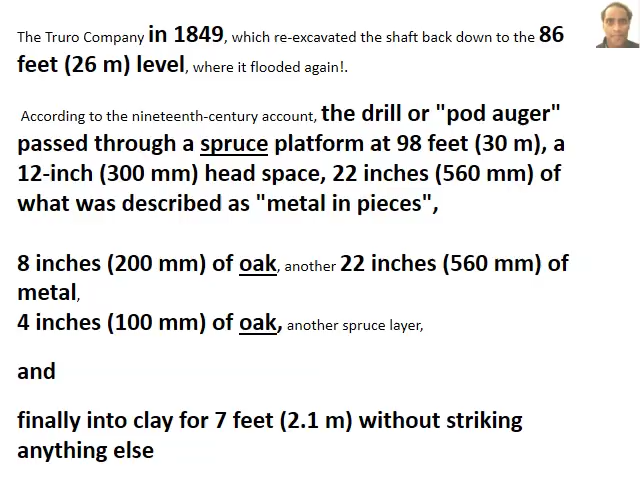 The Truro Company in 1849, which re-excavated the shaft back down to the 86
feet (26 m) level, where it flooded again!.
According to the nineteenth-century account, the drill or "pod auger"
passed through a spruce platform at 98 feet (30 m), a
12-inch (300 mm) head space, 22 inches (560 mm) of
what was described as "metal in pieces",
8 inches (200 mm) of oak, another 22 inches (560 mm) of
metal,
4 inches (100 mm) of oak, another spruce layer,
and
finally into clay for 7 feet (2.1 m) without striking
anything else